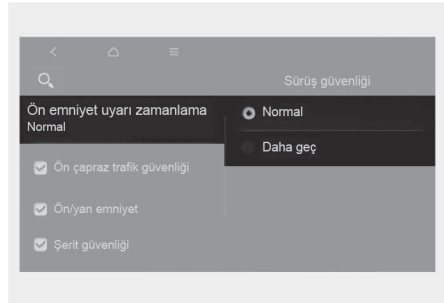 Sürüş güvenliği
Ön emniyet uyarı zamanlama
Normal
Normal
Daha geç
Ön çapraz trafik güvenliği
Ön/yan emniyet
Şerit güvenliği